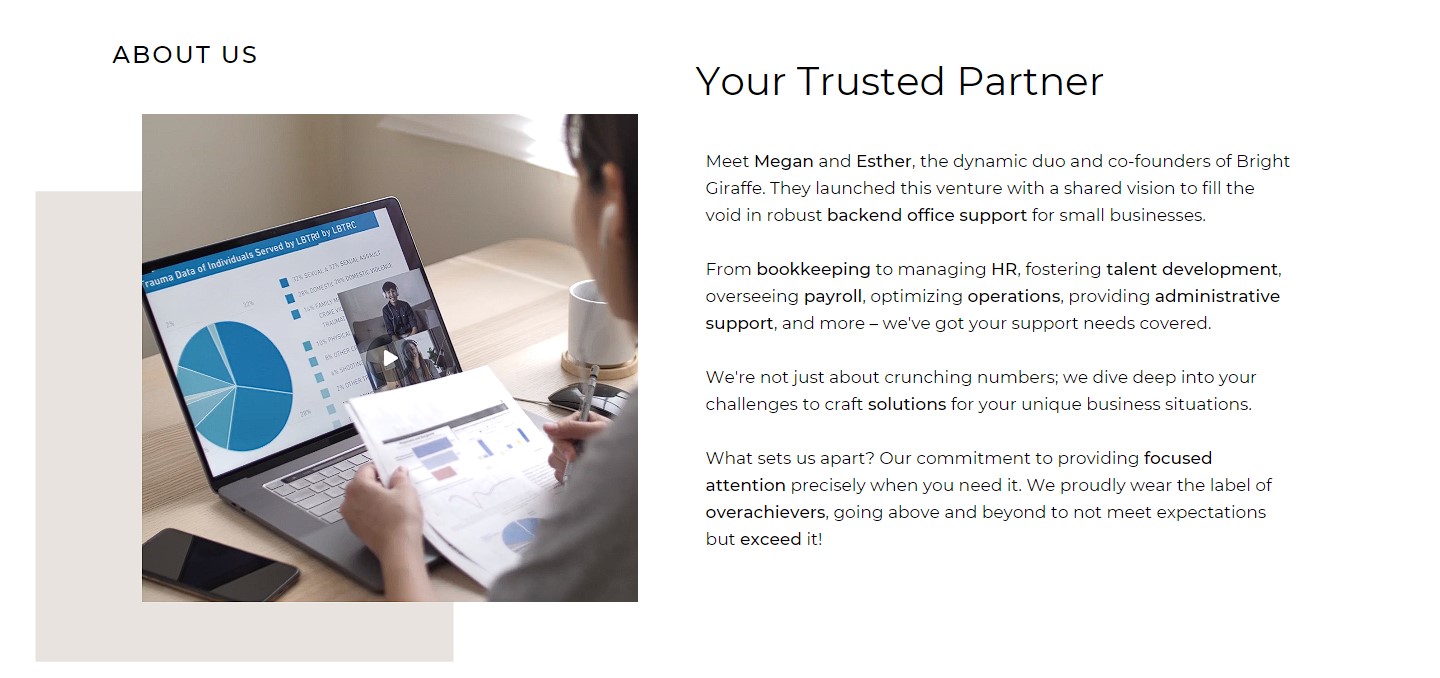 ABOUT US
Your Trusted Partner
Meet Megan and Esther, the dynamic duo and co-founders of Bright
Giraffe. They launched this venture with a shared vision to fill the
void in robust backend office support for small businesses.
From bookkeeping to managing HR, fostering talent development,
overseeing payroll, optimizing operations, providing administrative
support, and more – we've got your support needs covered.
We're not just about crunching numbers; we dive deep into your
challenges to craft solutions for your unique business situations.
What sets us apart? Our commitment to providing focused
attention precisely when you need it. We proudly wear the label of
overachievers, going above and beyond to not meet expectations
but exceed it!
rauma Data of Individuals Served by LBTRd by LBTRC
SEXUAL ASSAULT
DOMESTIC VIOLENCE